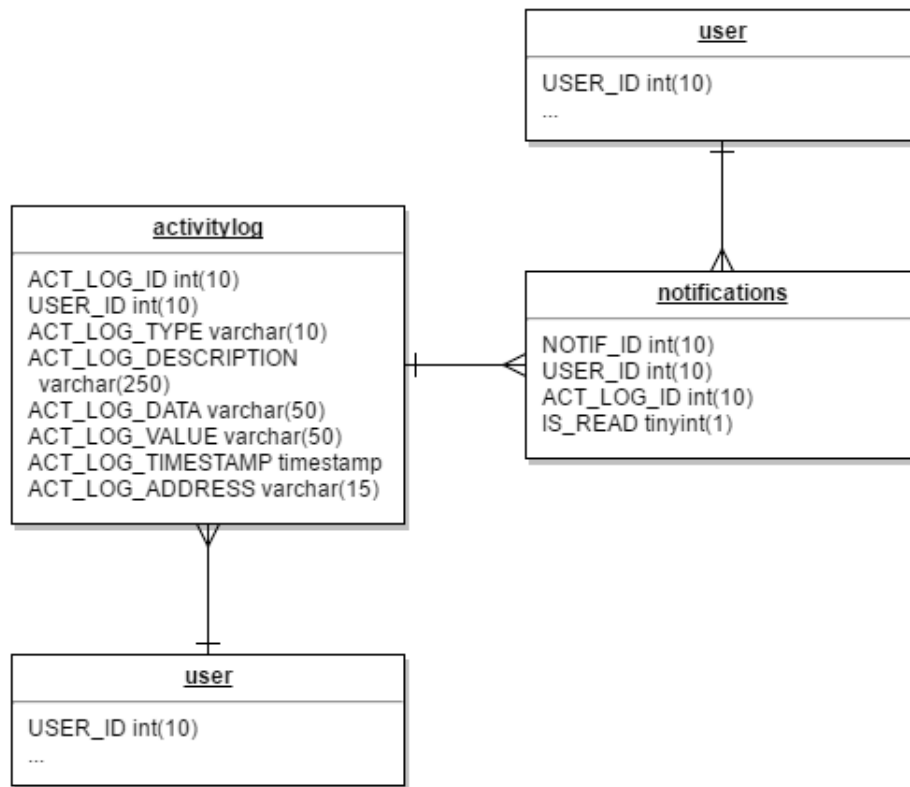 user
USER_ID int(10)
...
activitylog
ACT_LOG_ID int(10)
USER_ID int(10)
ACT_LOG_TYPE varchar(10)
ACT_LOG_DESCRIPTION
varchar(250)
ACT_LOG_DATA varchar(50)
ACT_LOG_VALUE varchar(50)
ACT_LOG_TIMESTAMP timestamp
ACT_LOG_ADDRESS varchar(15)
notifications
NOTIF_ID int(10)
USER_ID int(10)
ACT_LOG_ID int(10)
IS_READ tinyint(1)
user
USER_ID int(10)
...